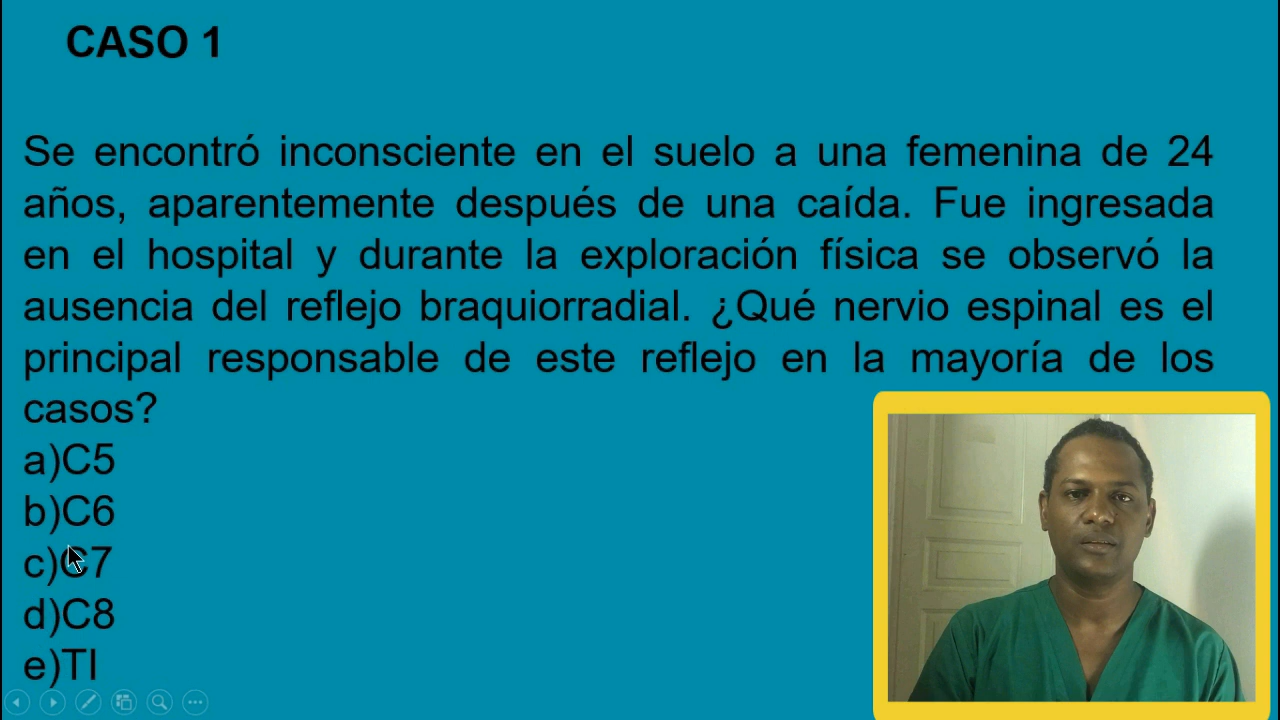 CASO 1
Se encontró inconsciente en el suelo a una femenina de 24
años, aparentemente después de una caída. Fue ingresada
en el hospital y durante la exploración física se observó la
ausencia del reflejo braquiorradial. ¿Qué nervio espinal es el
principal responsable de este reflejo en la mayoría de los
casos?
a)C5
b)C6
c)C7
d)C8
e)TI